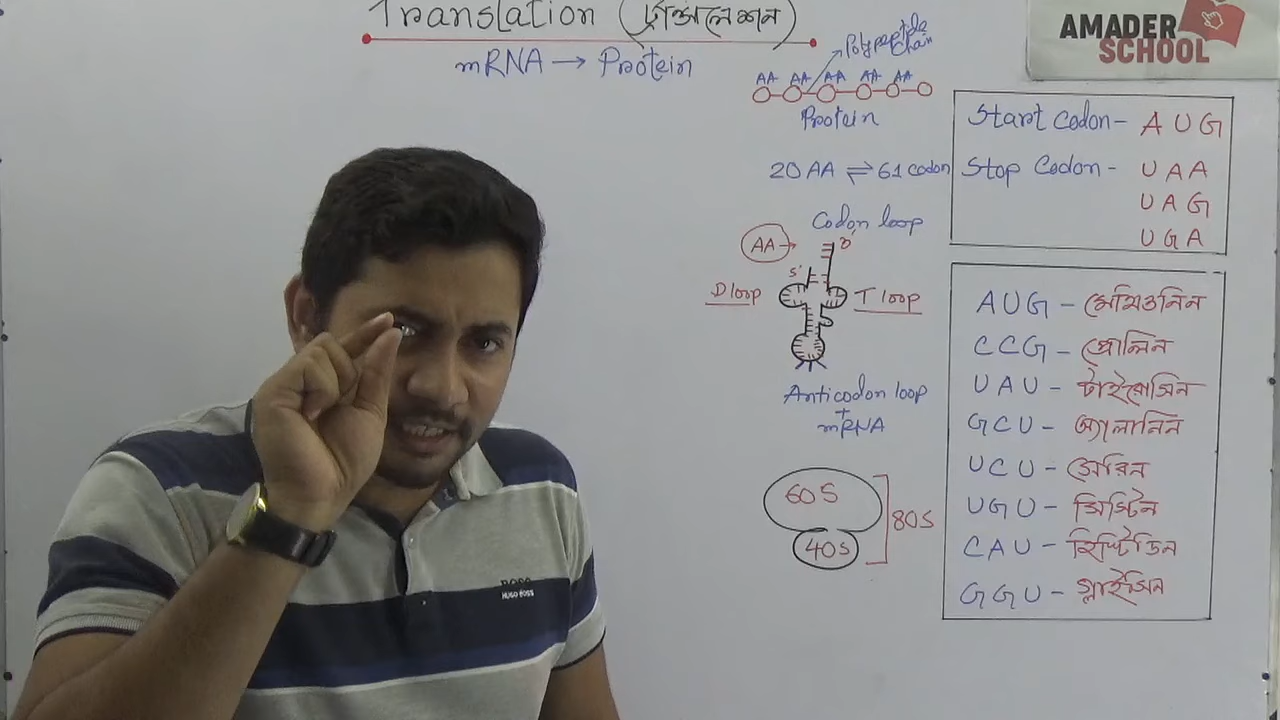 Translation (ট্রান্সলেশন)
mRNA → Protein
Polypeptide
chain
AA AA AA AA AA
Protein
20 AA ⇌ 61 codon
Codon loop
AA →
5'
D loop
T loop
Anticodon loop
+
mRNA
60S
40S
80S
AMADER
SCHOOL
Start Codon - AUG
Stop Codon - UAA
UAG
UGA
AUG - মেথিওনিন
CCG - প্রোলিন
UAU - টাইরোসিন
GCU - অ্যালানিন
UCU - সেরিন
UGU - সিস্টিন
CAU - হিস্টিডিন
GGU - গ্লাইসিন
BOSS
HUGO BOSS